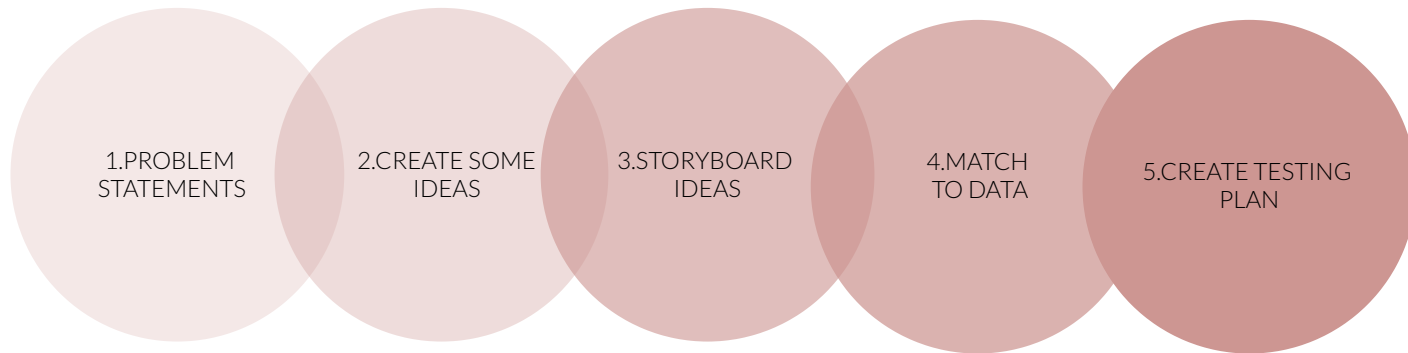 1.PROBLEM
STATEMENTS
2.CREATE SOME
IDEAS
3.STORYBOARD
IDEAS
4.MATCH
TO DATA
5.CREATE TESTING
PLAN